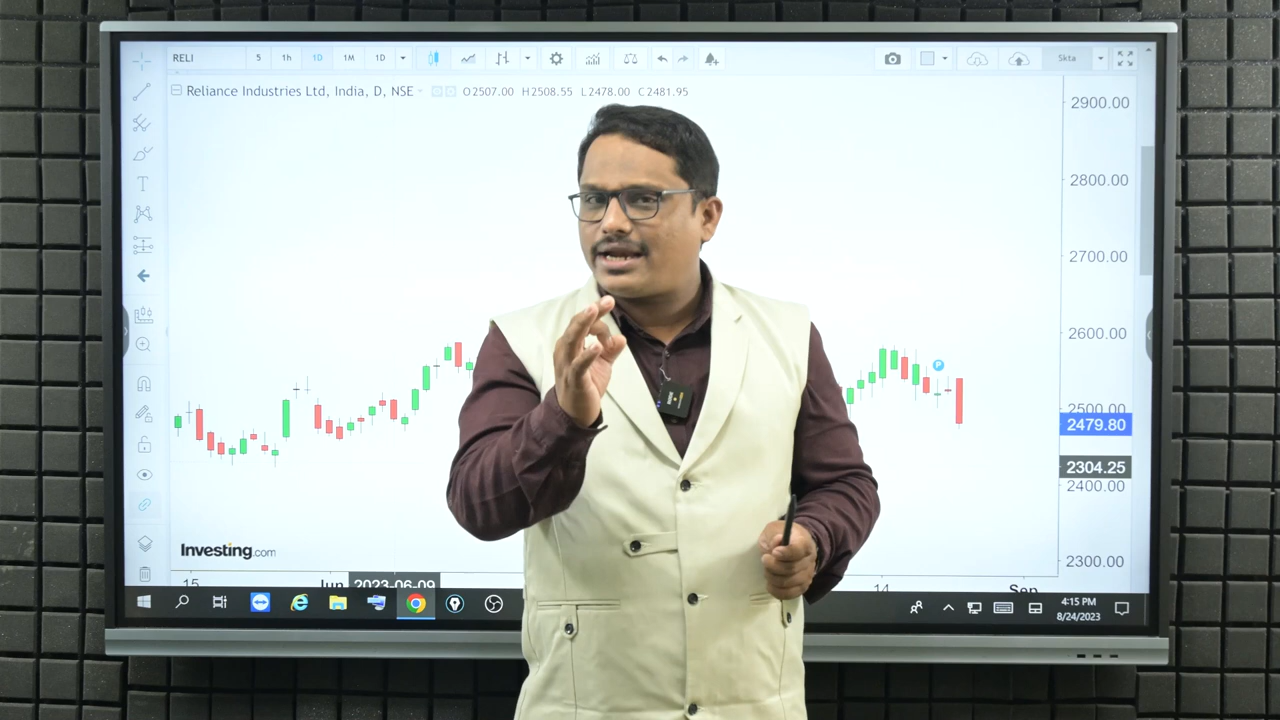 RELI 5 1h 1D 1M 1D 5kta
Reliance Industries Ltd, India, D, NSE O2507.00 H2508.55 L2478.00 C2481.95
2900.00
2800.00
2700.00
2600.00
2500.00
2479.80
2304.25
2400.00
2300.00
P
T
Investing.com
15 Jun 2023-06-09 14 Sep
4:15 PM
8/24/2023